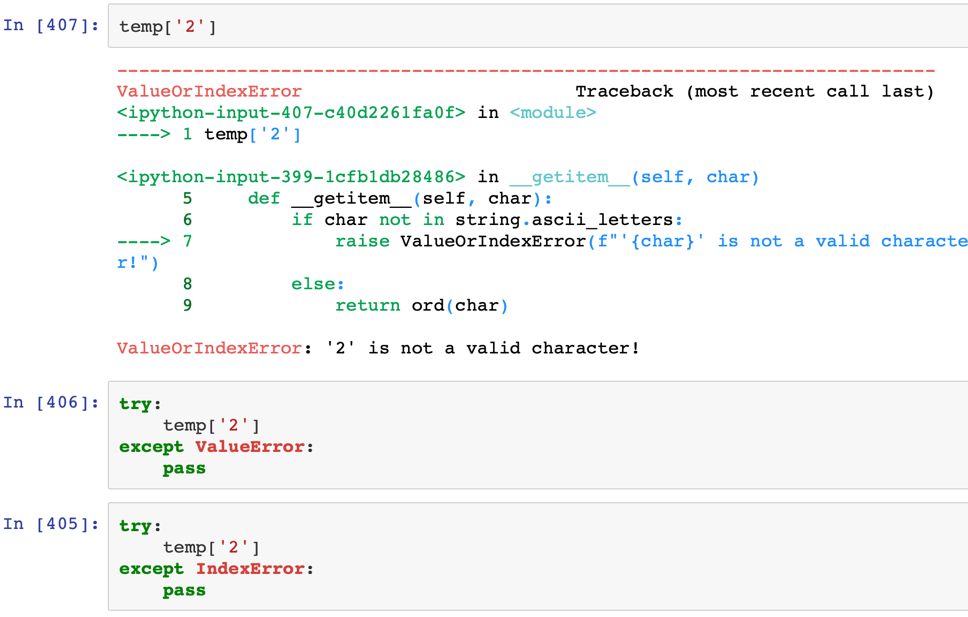 In [407]: temp['2']
---------------------------------------------------------------------------
ValueOrIndexError                         Traceback (most recent call last)
<ipython-input-407-c40d2261fa0f> in <module>
----> 1 temp['2']
<ipython-input-399-1cfb1db28486> in __getitem__(self, char)
      5     def __getitem__(self, char):
      6         if char not in string.ascii_letters:
----> 7             raise ValueOrIndexError(f"'{char}' is not a valid characte
r!")
      8         else:
      9             return ord(char)
ValueOrIndexError: '2' is not a valid character!
In [406]: try:
    temp['2']
except ValueError:
    pass
In [405]: try:
    temp['2']
except IndexError:
    pass